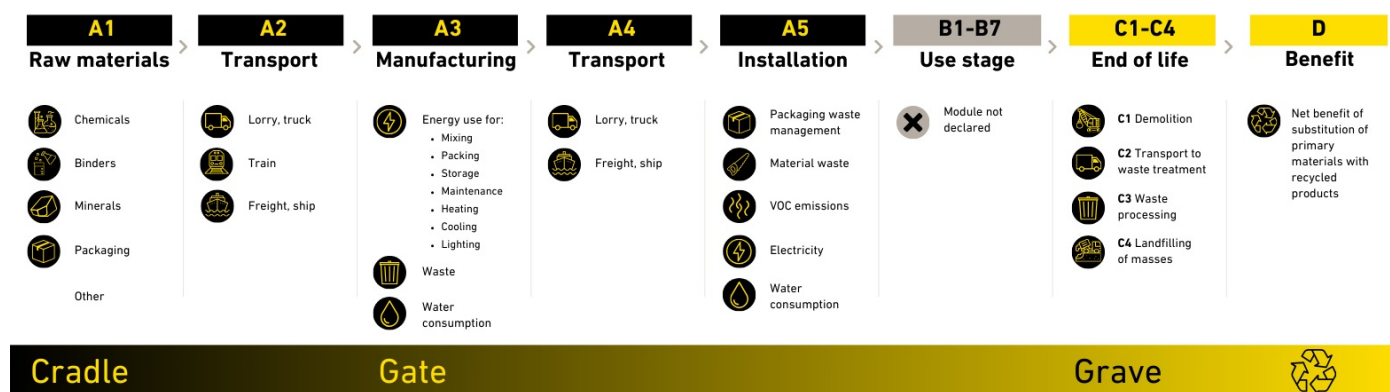 A1
Raw materials
Chemicals
Binders
Minerals
Packaging
Other
A2
Transport
Lorry, truck
Train
Freight, ship
A3
Manufacturing
Energy use for:
• Mixing
• Packing
• Storage
• Maintenance
• Heating
• Cooling
• Lighting
Waste
Water
consumption
A4
Transport
Lorry, truck
Freight, ship
A5
Installation
Packaging waste
management
Material waste
VOC emissions
Electricity
Water
consumption
B1-B7
Use stage
Module not
declared
C1-C4
End of life
C1 Demolition
C2 Transport to
waste treatment
C3 Waste
processing
C4 Landfilling
of masses
D
Benefit
Net benefit of
substitution of
primary
materials with
recycled
products
Cradle
Gate
Grave